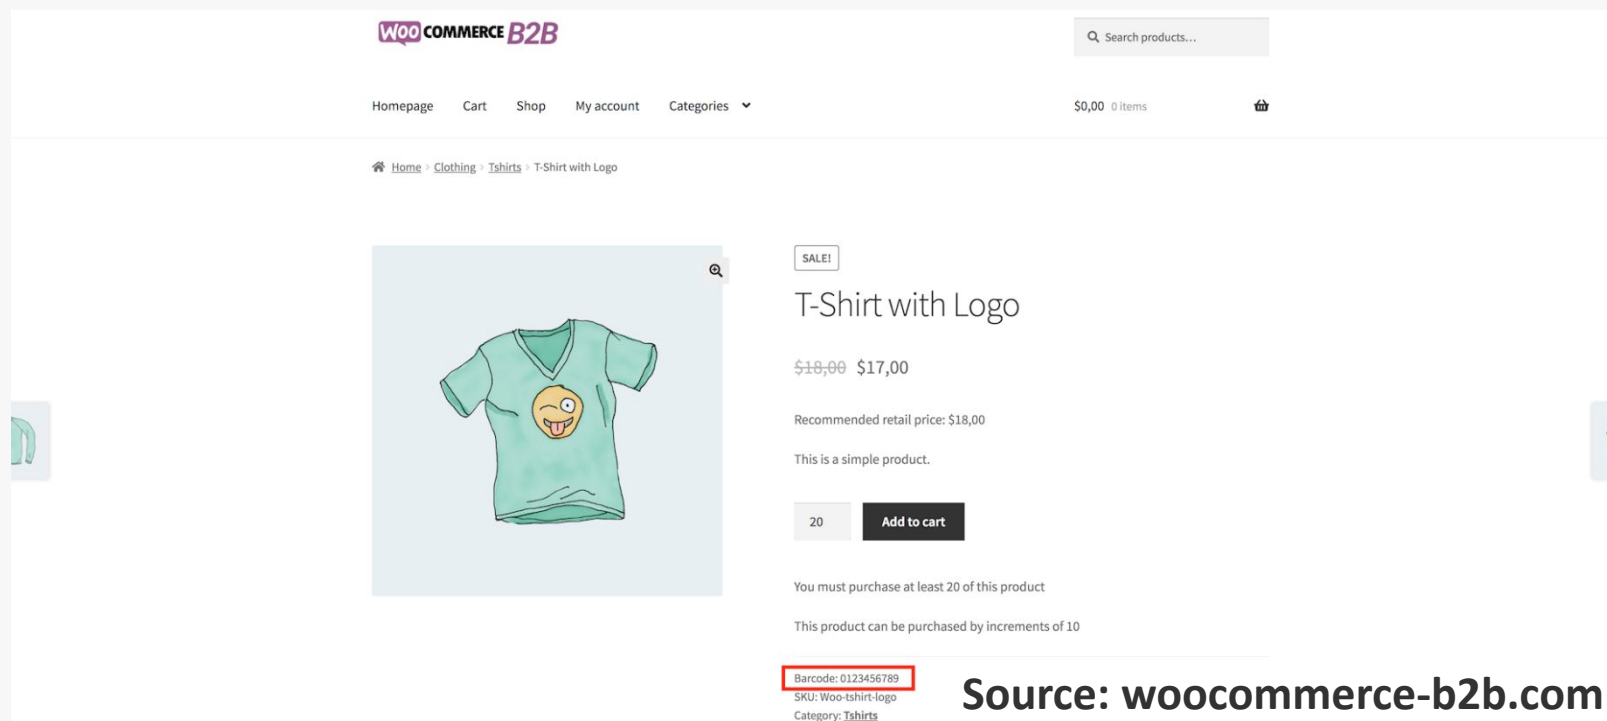 WOO COMMERCE B2B
Search products...
Homepage Cart Shop My account Categories
$0,00 0 items
Home > Clothing > Tshirts > T-Shirt with Logo
SALE!
T-Shirt with Logo
$18,00 $17,00
Recommended retail price: $18,00
This is a simple product.
20 Add to cart
You must purchase at least 20 of this product
This product can be purchased by increments of 10
Barcode: 0123456789
SKU: Woo-tshirt-logo
Category: Tshirts
Source: woocommerce-b2b.com